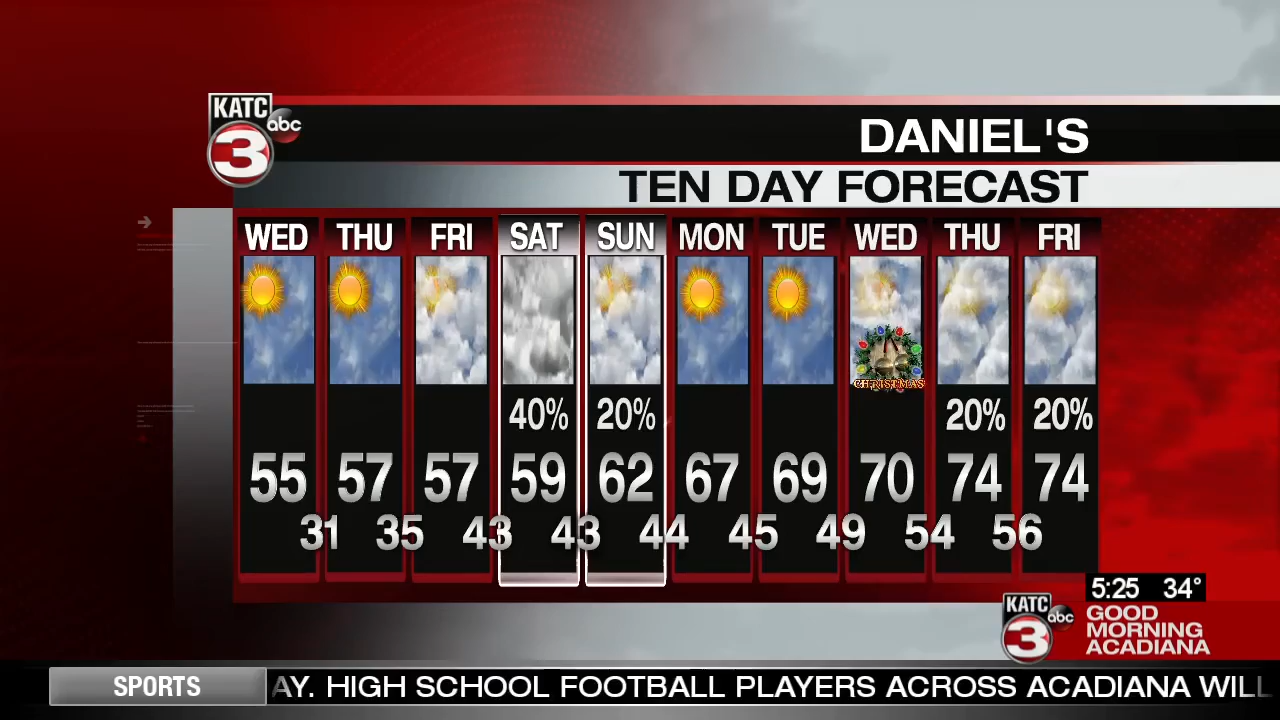 KATC
abc
3
DANIEL'S
TEN DAY FORECAST
WED THU FRI SAT SUN MON TUE WED THU FRI
CHRISTMAS
40% 20% 20% 20%
55 57 57 59 62 67 69 70 74 74
31 35 43 43 44 45 49 54 56
5:25 34°
KATC
abc
3
GOOD
MORNING
ACADIANA
SPORTS AY. HIGH SCHOOL FOOTBALL PLAYERS ACROSS ACADIANA WILL